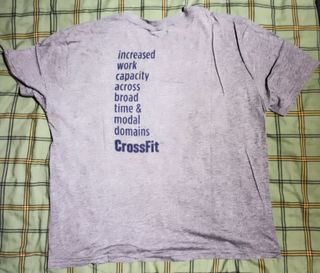 increased
work
capacity
across
broad
time &
modal
domains
CrossFit